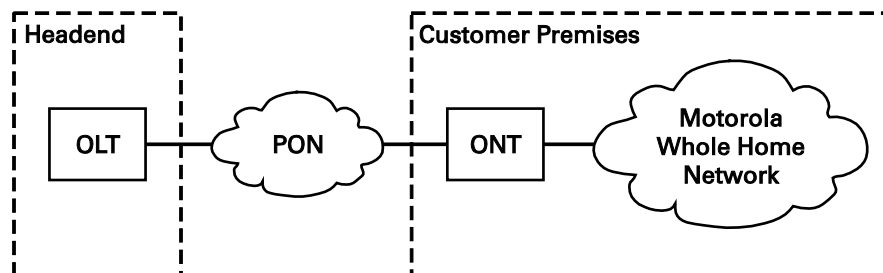 Headend
Customer Premises
OLT
PON
ONT
Motorola
Whole Home
Network